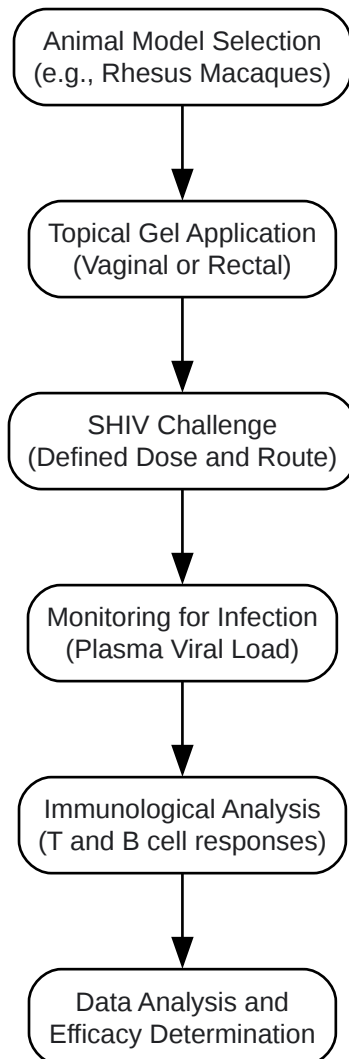 Animal Model Selection
(e.g., Rhesus Macaques)
Topical Gel Application
(Vaginal or Rectal)
SHIV Challenge
(Defined Dose and Route)
Monitoring for Infection
(Plasma Viral Load)
Immunological Analysis
(T and B cell responses)
Data Analysis and
Efficacy Determination